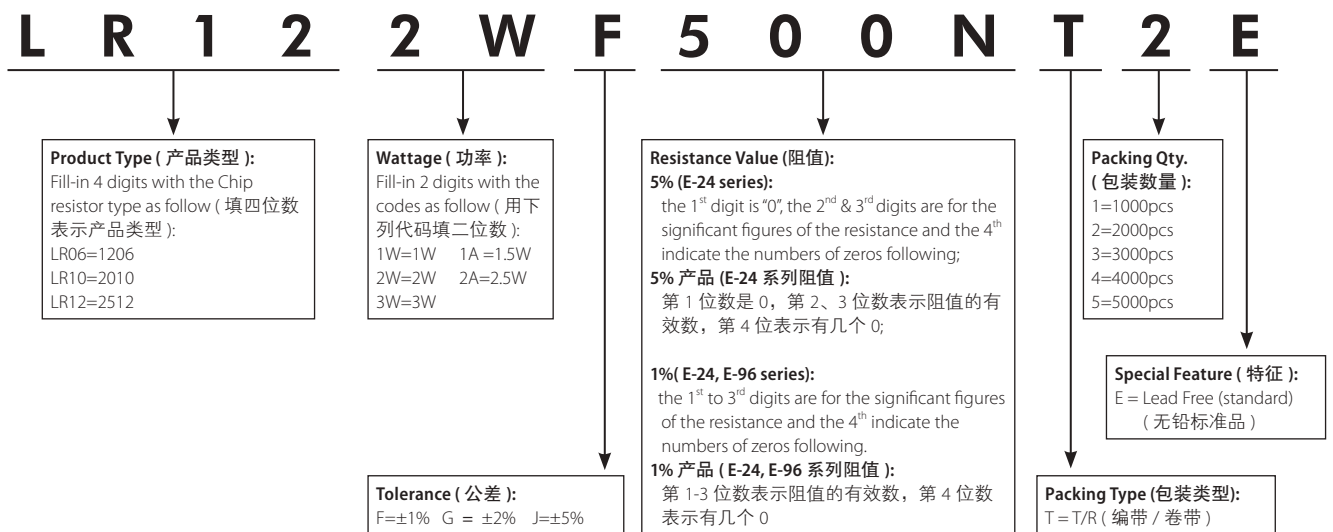 L R 1 2 2 W F 5 0 0 N T 2 E
Product Type ( 产品类型 ):
Fill-in 4 digits with the Chip
resistor type as follow ( 填四位数
表示产品类型 ):
LR06=1206
LR10=2010
LR12=2512
Wattage ( 功率 ):
Fill-in 2 digits with the
codes as follow ( 用下
列代码填二位数 ):
1W=1W 1A =1.5W
2W=2W 2A=2.5W
3W=3W
Tolerance ( 公差 ):
F=±1% G = ±2% J=±5%
Resistance Value (阻值):
5% (E-24 series):
the 1st digit is “0”, the 2nd & 3rd digits are for the
significant figures of the resistance and the 4th
indicate the numbers of zeros following;
5% 产品 (E-24 系列阻值 ):
第 1 位数是 0，第 2、3 位数表示阻值的有
效数，第 4 位表示有几个 0;
1%( E-24, E-96 series):
the 1st to 3rd digits are for the significant figures
of the resistance and the 4th indicate the
numbers of zeros following.
1% 产品 ( E-24, E-96 系列阻值 ):
第 1-3 位数表示阻值的有效数，第 4 位数
表示有几个 0
Packing Qty.
( 包装数量 ):
1=1000pcs
2=2000pcs
3=3000pcs
4=4000pcs
5=5000pcs
Special Feature ( 特征 ):
E = Lead Free (standard)
( 无铅标准品 )
Packing Type (包装类型):
T = T/R ( 编带 / 卷带 )